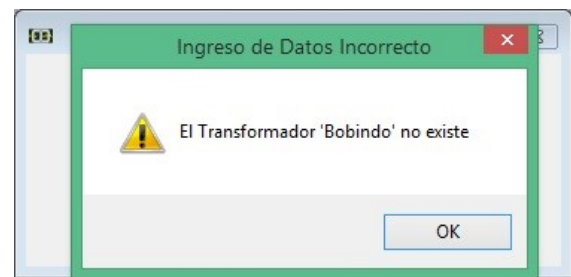 Ingreso de Datos Incorrecto
El Transformador 'Bobindo' no existe
OK